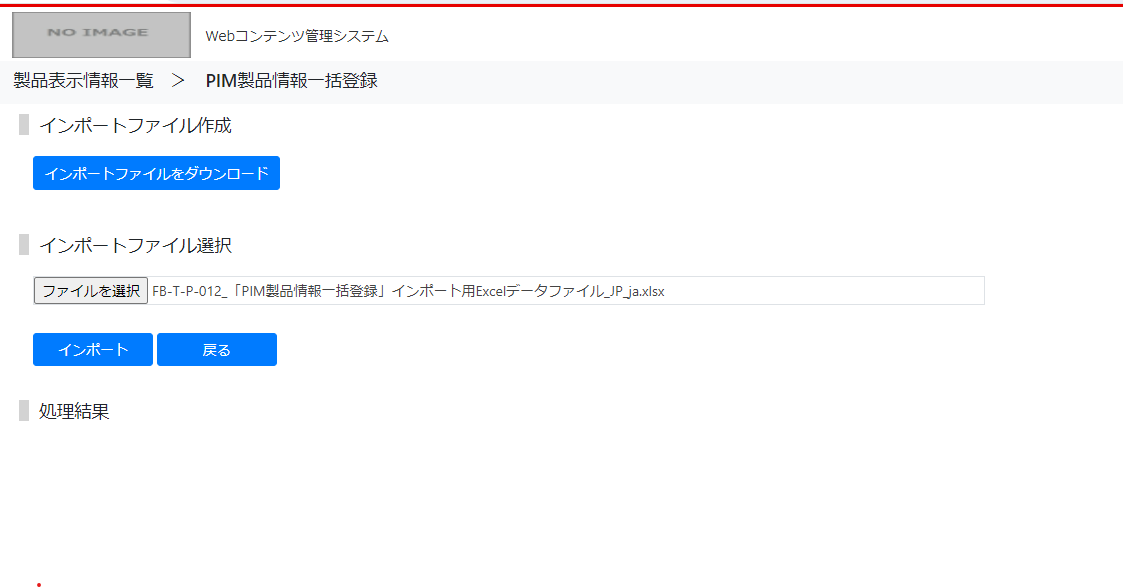 NO IMAGE
Webコンテンツ管理システム
製品表示情報一覧 ＞ PIM製品情報一括登録
インポートファイル作成
インポートファイルをダウンロード
インポートファイル選択
ファイルを選択 FB-T-P-012_「PIM製品情報一括登録」インポート用Excelデータファイル_JP_ja.xlsx
インポート 戻る
処理結果